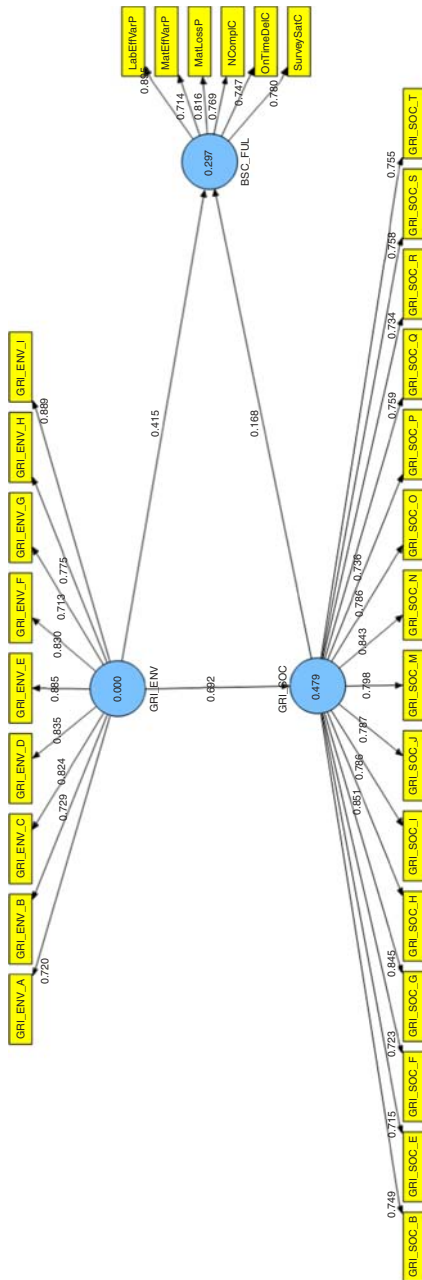 GRI_ENV_A
GRI_ENV_B
GRI_ENV_C
GRI_ENV_D
GRI_ENV_E
GRI_ENV_F
GRI_ENV_G
GRI_ENV_H
GRI_ENV_I
0.720
0.729
0.824
0.835
0.885
0.830
0.713
0.775
0.889
0.000
GRI_ENV
0.415
0.692
0.168
LabEffVarP
MatEffVarP
MatLossP
NComplC
OnTimeDelC
SurveySatC
0.714
0.816
0.769
0.747
0.780
0.297
BSC_FUL
GRI_SOC
0.479
0.749
0.715
0.723
0.845
0.851
0.786
0.787
0.798
0.843
0.786
0.736
0.759
0.734
0.758
0.755
GRI_SOC_B
GRI_SOC_E
GRI_SOC_F
GRI_SOC_G
GRI_SOC_H
GRI_SOC_I
GRI_SOC_J
GRI_SOC_M
GRI_SOC_N
GRI_SOC_O
GRI_SOC_P
GRI_SOC_Q
GRI_SOC_R
GRI_SOC_S
GRI_SOC_T